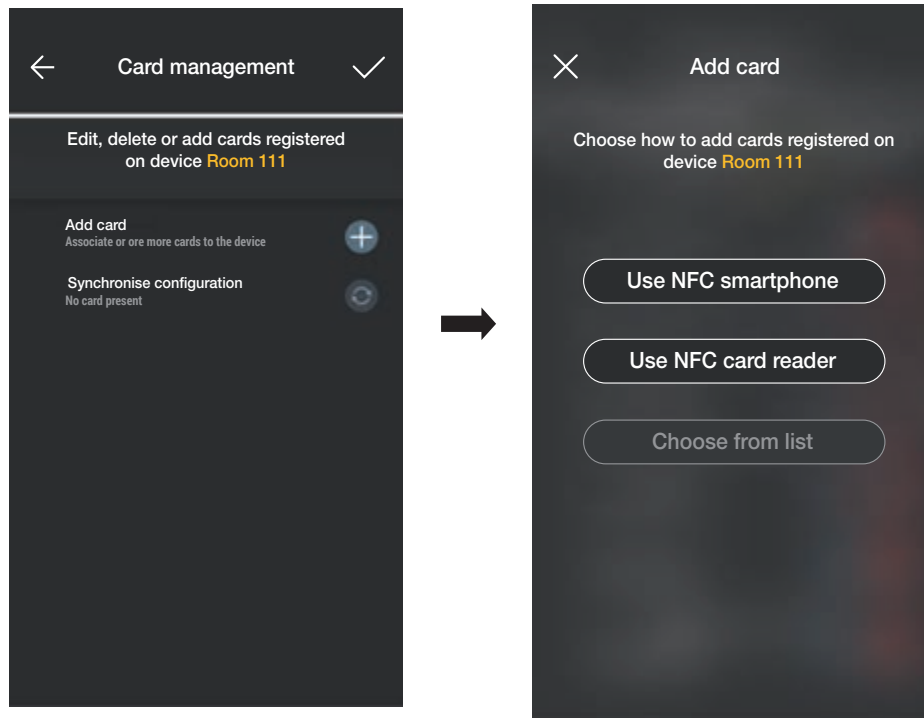 Card management
Edit, delete or add cards registered
on device Room 111
Add card
Associate or ore more cards to the device
Synchronise configuration
No card present
Add card
Choose how to add cards registered on
device Room 111
Use NFC smartphone
Use NFC card reader
Choose from list